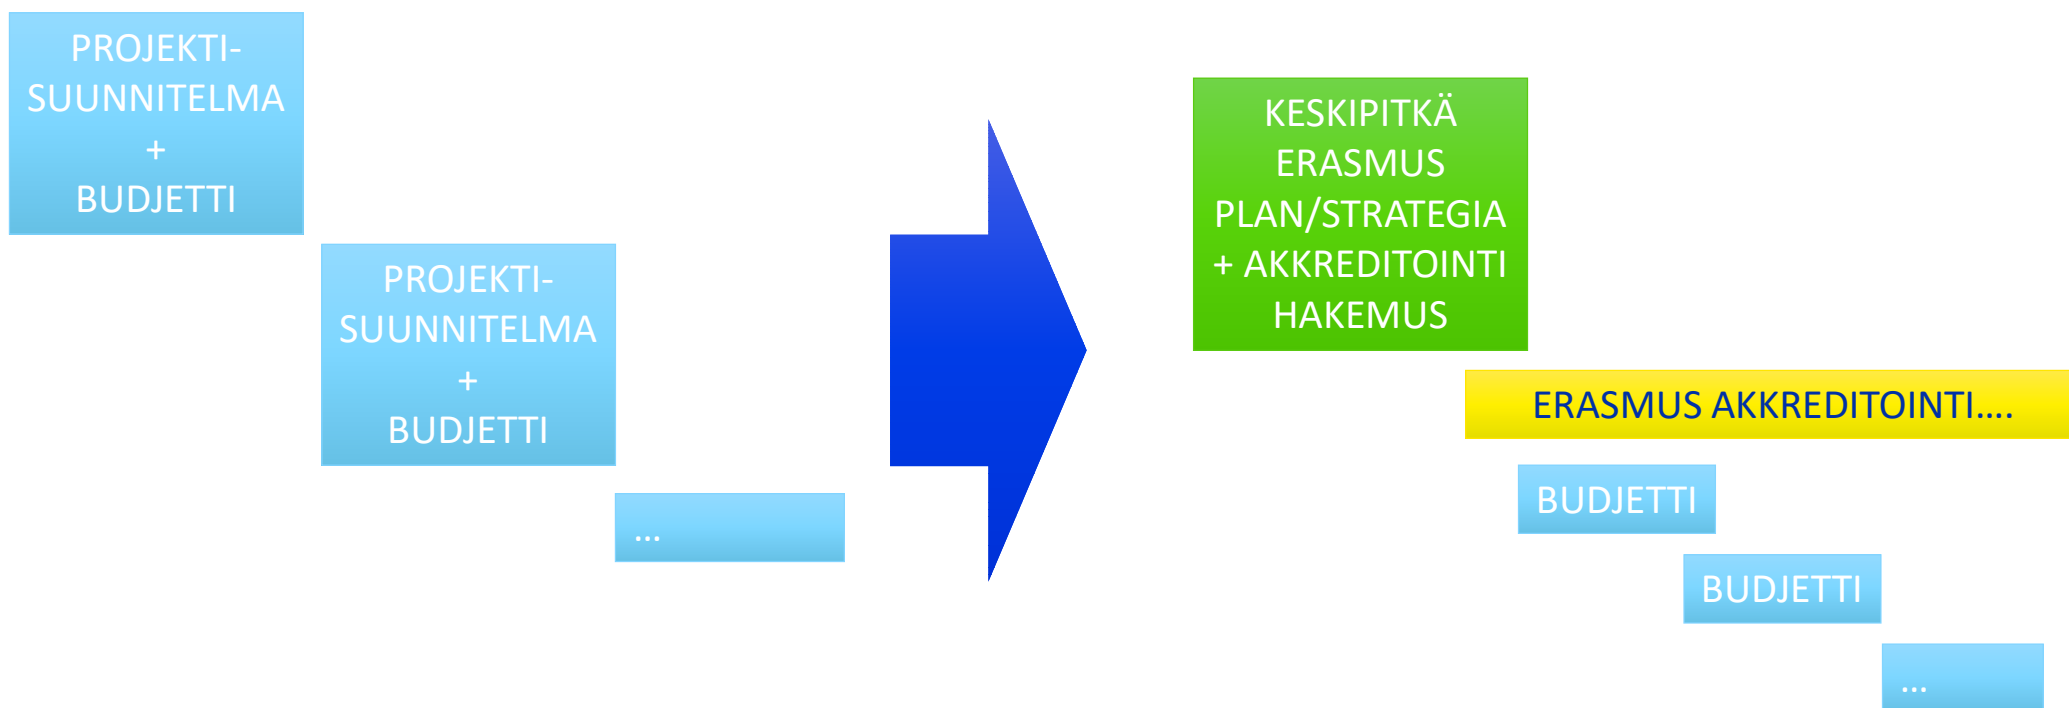 PROJEKTI-
SUUNNITELMA
+
BUDJETTI
PROJEKTI-
SUUNNITELMA
+
BUDJETTI
...
KESKIPITKÄ
ERASMUS
PLAN/STRATEGIA
+ AKKREDITOINTI
HAKEMUS
ERASMUS AKKREDITOINTI....
BUDJETTI
BUDJETTI
...